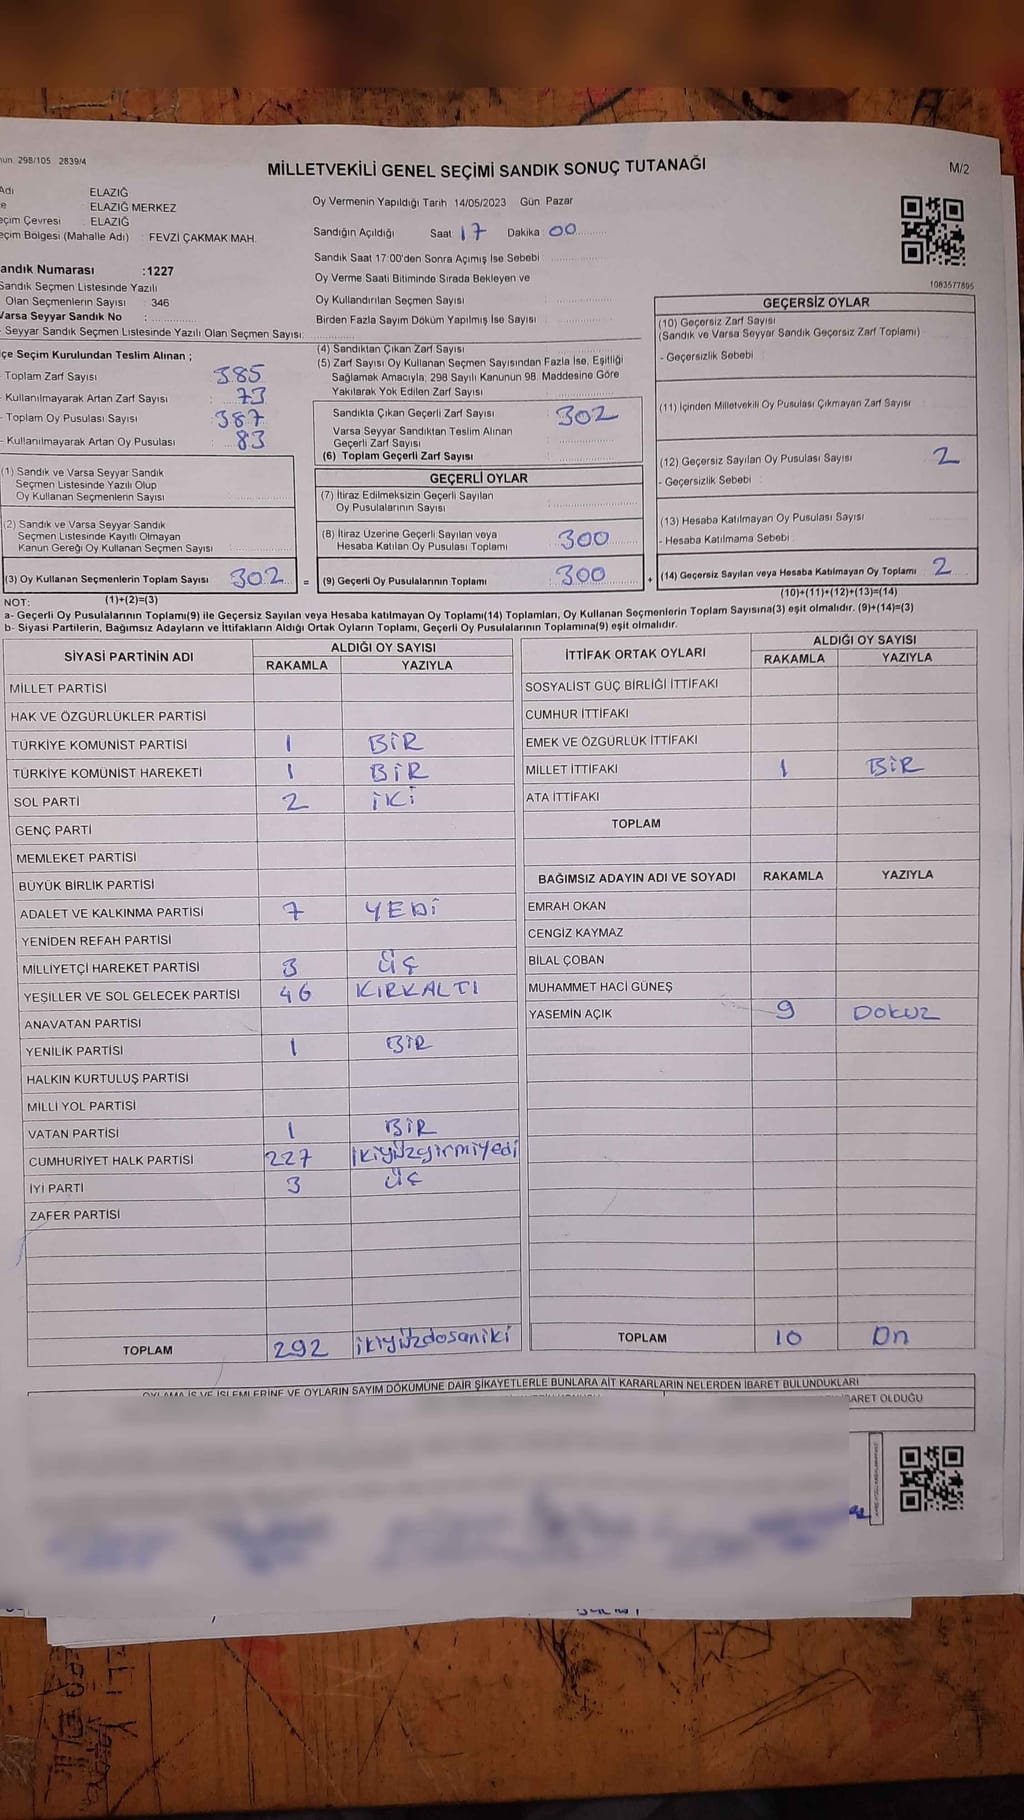 298/105 2839/4
MİLLETVEKİLİ GENEL SEÇİMİ SANDIK SONUÇ TUTANAĞI
M/2
Adı ELAZIĞ
ELAZIĞ MERKEZ
eçim Çevresi : ELAZIĞ
eçim Bölgesi (Mahalle Adı) : FEVZİ ÇAKMAK MAH.
andık Numarası :1227
Sandık Seçmen Listesinde Yazılı
Olan Seçmenlerin Sayısı : 346
Varsa Seyyar Sandık No :
- Seyyar Sandık Seçmen Listesinde Yazılı Olan Seçmen Sayısı:
Oy Vermenin Yapıldığı Tarih 14/05/2023 Gün: Pazar
Sandığın Açıldığı Saat 17 Dakika 00
Sandık Saat 17:00'den Sonra Açımış İse Sebebi
Oy Verme Saati Bitiminde Sırada Bekleyen ve
Oy Kullandırılan Seçmen Sayısı
Birden Fazla Sayım Döküm Yapılmış İse Sayısı
1083577895
çe Seçim Kurulundan Teslim Alınan ;
Toplam Zarf Sayısı 385
Kullanılmayarak Artan Zarf Sayısı : 73
Toplam Oy Pusulası Sayısı : 387
Kullanılmayarak Artan Oy Pusulası : 83
(1) Sandık ve Varsa Seyyar Sandık
Seçmen Listesinde Yazılı Olup
Oy Kullanan Seçmenlerin Sayısı
(2) Sandık ve Varsa Seyyar Sandık
Seçmen Listesinde Kayıtlı Olmayan
Kanun Gereği Oy Kullanan Seçmen Sayısı
(3) Oy Kullanan Seçmenlerin Toplam Sayısı 302
(1)+(2)=(3)
(4) Sandıktan Çıkan Zarf Sayısı
(5) Zarf Sayısı Oy Kullanan Seçmen Sayısından Fazla İse, Eşitliği
Sağlamak Amacıyla, 298 Sayılı Kanunun 98. Maddesine Göre
Yakılarak Yok Edilen Zarf Sayısı
Sandıkta Çıkan Geçerli Zarf Sayısı 302
Varsa Seyyar Sandıktan Teslim Alınan
Geçerli Zarf Sayısı
(6) Toplam Geçerli Zarf Sayısı
GEÇERLİ OYLAR
(7) İtiraz Edilmeksizin Geçerli Sayılan
Oy Pusulalarının Sayısı
(8) İtiraz Üzerine Geçerli Sayılan veya
Hesaba Katılan Oy Pusulası Toplamı 300
= (9) Geçerli Oy Pusulalarının Toplamı 300
GEÇERSİZ OYLAR
(10) Geçersiz Zarf Sayısı
(Sandık ve Varsa Seyyar Sandık Geçersiz Zarf Toplamı)
- Geçersizlik Sebebi :
(11) İçinden Milletvekili Oy Pusulası Çıkmayan Zarf Sayısı
(12) Geçersiz Sayılan Oy Pusulası Sayısı 2
- Geçersizlik Sebebi :
(13) Hesaba Katılmayan Oy Pusulası Sayısı
- Hesaba Katılmama Sebebi :
+ (14) Geçersiz Sayılan veya Hesaba Katılmayan Oy Toplamı 2
(10)+(11)+(12)+(13)=(14)
NOT:
a- Geçerli Oy Pusulalarının Toplamı(9) ile Geçersiz Sayılan veya Hesaba katılmayan Oy Toplamı(14) Toplamları, Oy Kullanan Seçmenlerin Toplam Sayısına(3) eşit olmalıdır. (9)+(14)=(3)
b- Siyasi Partilerin, Bağımsız Adayların ve İttifakların Aldığı Ortak Oyların Toplamı, Geçerli Oy Pusulalarının Toplamına(9) eşit olmalıdır.
SİYASİ PARTİNİN ADI ALDIĞI OY SAYISI
RAKAMLA YAZIYLA
MİLLET PARTİSİ
HAK VE ÖZGÜRLÜKLER PARTİSİ
TÜRKİYE KOMÜNİST PARTİSİ 1 BİR
TÜRKİYE KOMÜNİST HAREKETİ 1 BİR
SOL PARTİ 2 İKİ
GENÇ PARTİ
MEMLEKET PARTİSİ
BÜYÜK BİRLİK PARTİSİ
ADALET VE KALKINMA PARTİSİ 7 YEDİ
YENİDEN REFAH PARTİSİ
MİLLİYETÇİ HAREKET PARTİSİ 3 ÜÇ
YEŞİLLER VE SOL GELECEK PARTİSİ 46 KIRKALTI
ANAVATAN PARTİSİ
YENİLİK PARTİSİ 1 BİR
HALKIN KURTULUŞ PARTİSİ
MİLLİ YOL PARTİSİ
VATAN PARTİSİ 1 BİR
CUMHURİYET HALK PARTİSİ 227 ikiyüzyirmiyedi
İYİ PARTİ 3 ÜÇ
ZAFER PARTİSİ
TOPLAM 292 ikiyüzdosaniki
İTTİFAK ORTAK OYLARI ALDIĞI OY SAYISI
RAKAMLA YAZIYLA
SOSYALİST GÜÇ BİRLİĞİ İTTİFAKI
CUMHUR İTTİFAKI
EMEK VE ÖZGÜRLÜK İTTİFAKI
MİLLET İTTİFAKI 1 BİR
ATA İTTİFAKI
TOPLAM
BAĞIMSIZ ADAYIN ADI VE SOYADI RAKAMLA YAZIYLA
EMRAH OKAN
CENGİZ KAYMAZ
BİLAL ÇOBAN
MUHAMMET HACİ GÜNEŞ
YASEMİN AÇIK 9 DOKUZ
TOPLAM 10 On
OYLAMA İŞ VE İŞLEMLERİNE VE OYLARIN SAYIM DÖKÜMÜNE DAİR ŞİKAYETLERLE BUNLARA AİT KARARLARIN NELERDEN İBARET BULUNDUKLARI
BARET OLDUĞU